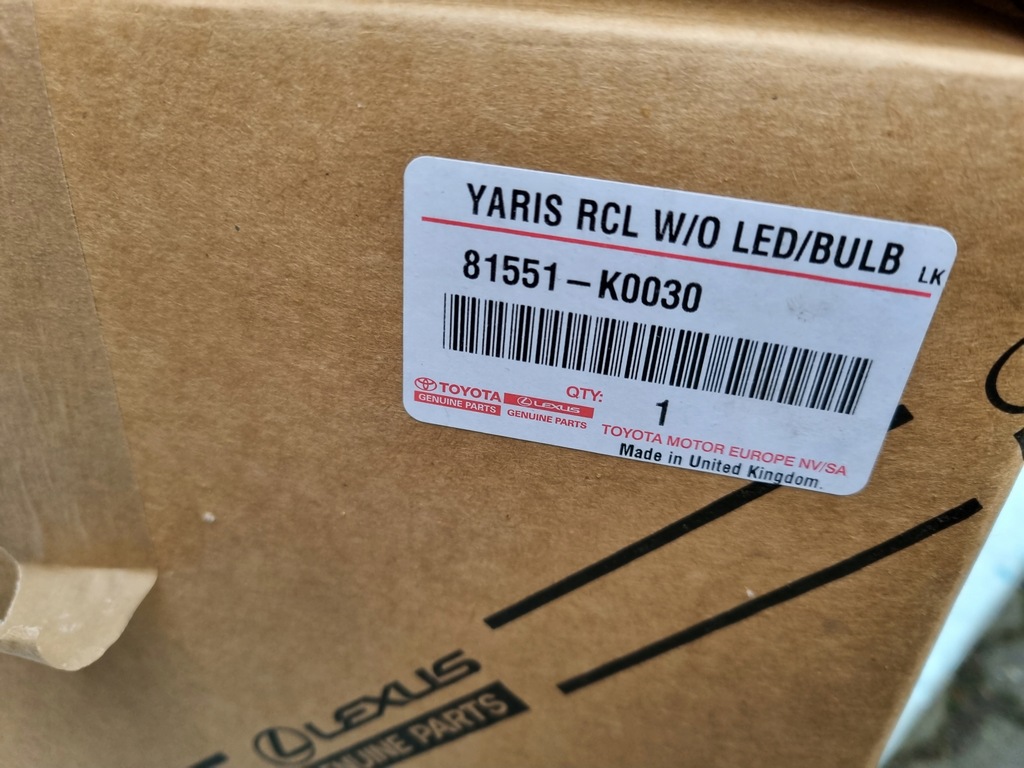 YARIS RCL W/O LED/BULB LK
81551-K0030
TOYOTA
GENUINE PARTS
LEXUS
GENUINE PARTS
QTY:
1
TOYOTA MOTOR EUROPE NV/SA
Made in United Kingdom.
LEXUS
PARTS